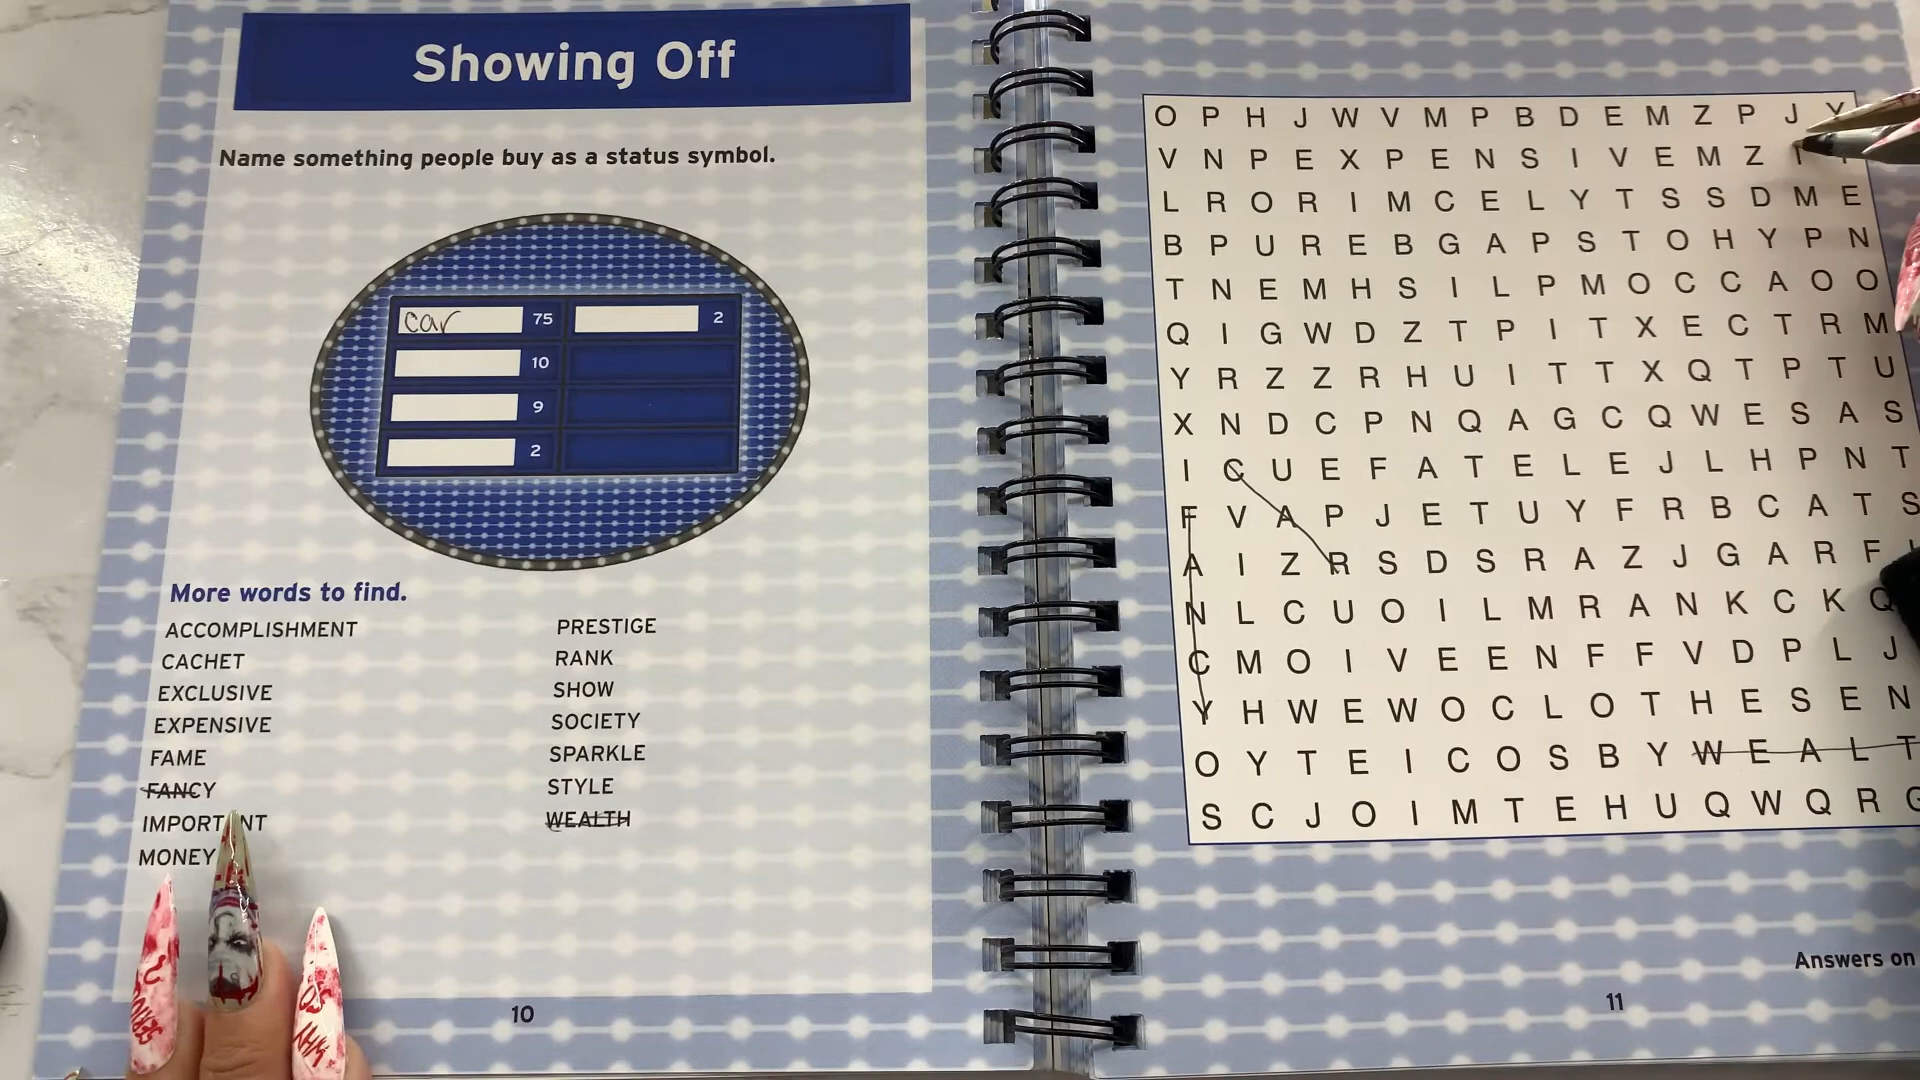 Showing Off
Name something people buy as a status symbol.
car 75 2
10
9
2
More words to find.
ACCOMPLISHMENT
CACHET
EXCLUSIVE
EXPENSIVE
FAME
FANCY
IMPORTANT
MONEY
PRESTIGE
RANK
SHOW
SOCIETY
SPARKLE
STYLE
WEALTH
10
O P H J W V M P B D E M Z P J Y
V N P E X P E N S I V E M Z
L R O R I M C E L Y T S S D M E
B P U R E B G A P S T O H Y P N
T N E M H S I L P M O C C A O O
Q I G W D Z T P I T X E C T R M
Y R Z Z R H U I T T X Q T P T U
X N D C P N Q A G C Q W E S A S
I C U E F A T E L E J L H P N T
F V A P J E T U Y F R B C A T S
A I Z R S D S R A Z J G A R F
N L C U O I L M R A N K C K Q
C M O I V E E N F F V D P L J
Y H W E W O C L O T H E S E N
O Y T E I C O S B Y W E A L T
S C J O I M T E H U Q W Q R
Answers on
11